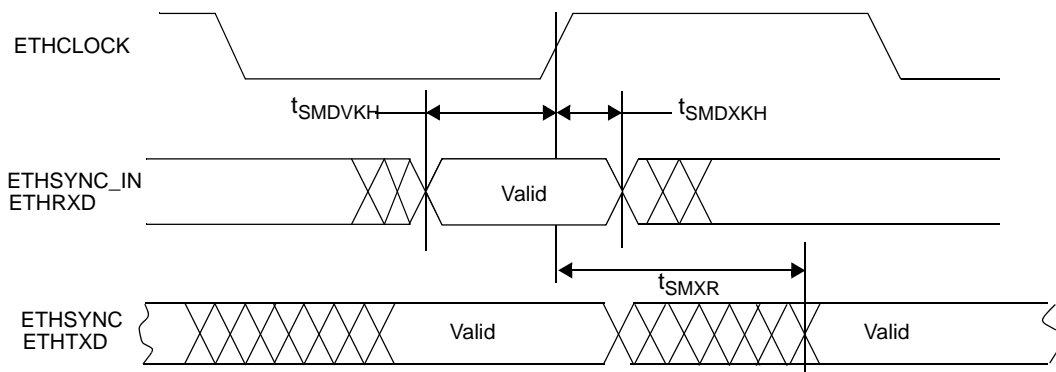 ETHCLOCK
tSMDVKH
tSMDXKH
ETHSYNC_IN
ETHRXD
Valid
tSMXR
ETHSYNC
ETHTXD
Valid
Valid